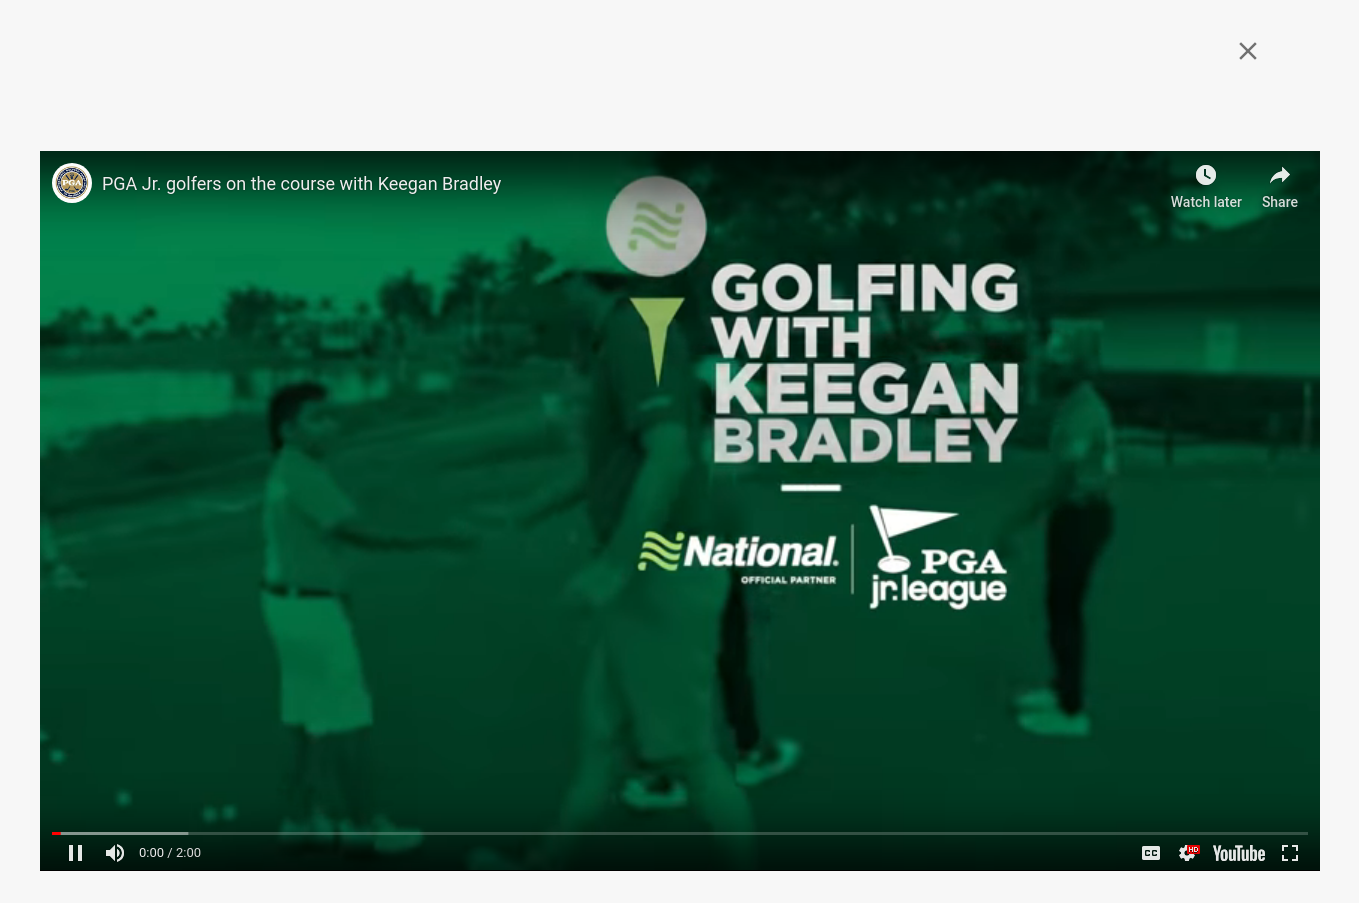 PGA
PGA Jr. golfers on the course with Keegan Bradley
Watch later
Share
GOLFING
WITH
KEEGAN
BRADLEY
National.
OFFICIAL PARTNER
PGA
jr.league
0:00 / 2:00
CC
HD
YouTube